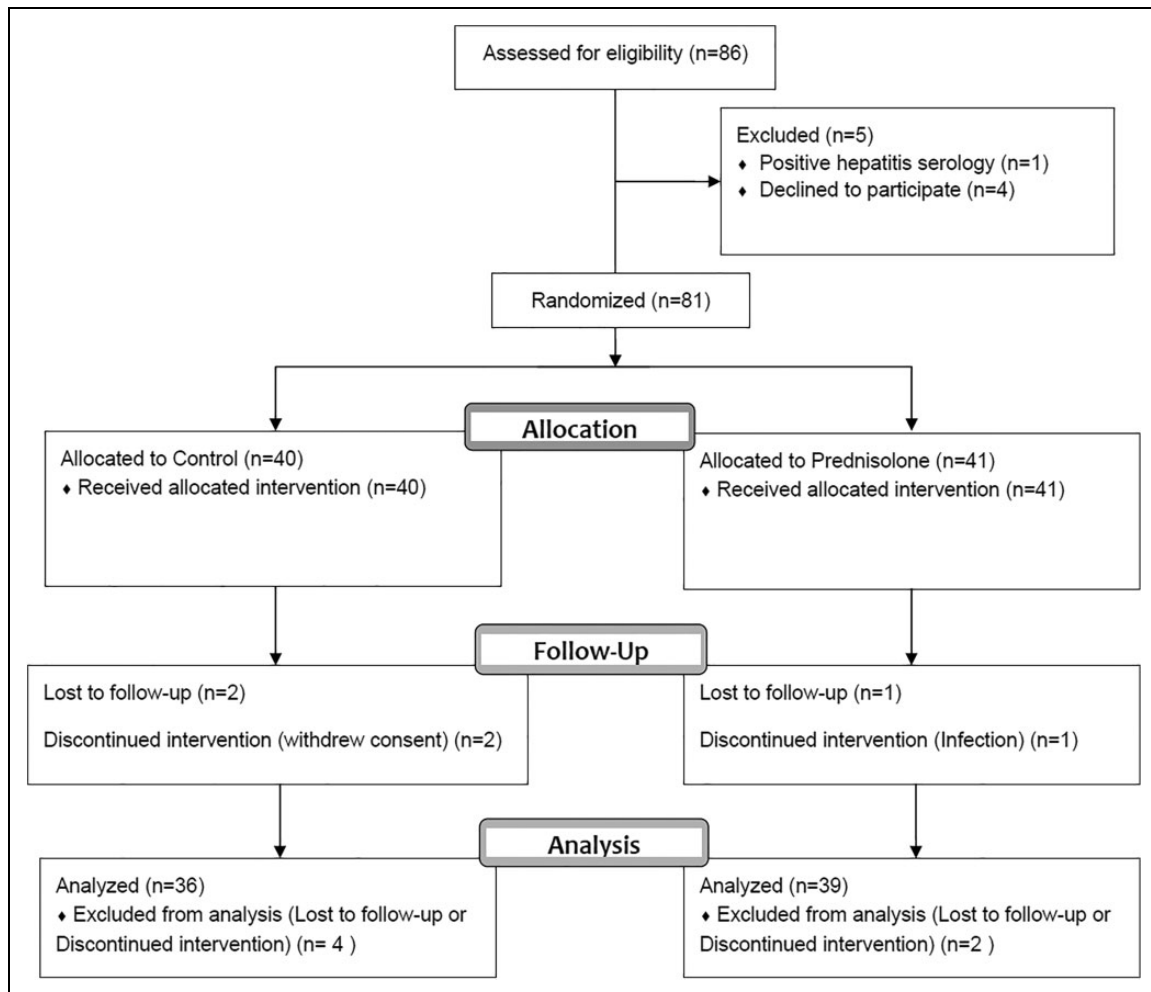 Assessed for eligibility (n=86)
Excluded (n=5)
♦ Positive hepatitis serology (n=1)
♦ Declined to participate (n=4)
Randomized (n=81)
Allocation
Allocated to Control (n=40)
♦ Received allocated intervention (n=40)
Allocated to Prednisolone (n=41)
♦ Received allocated intervention (n=41)
Follow-Up
Lost to follow-up (n=2)
Discontinued intervention (withdrew consent) (n=2)
Lost to follow-up (n=1)
Discontinued intervention (Infection) (n=1)
Analysis
Analyzed (n=36)
♦ Excluded from analysis (Lost to follow-up or
Discontinued intervention) (n= 4 )
Analyzed (n=39)
♦ Excluded from analysis (Lost to follow-up or
Discontinued intervention) (n=2 )